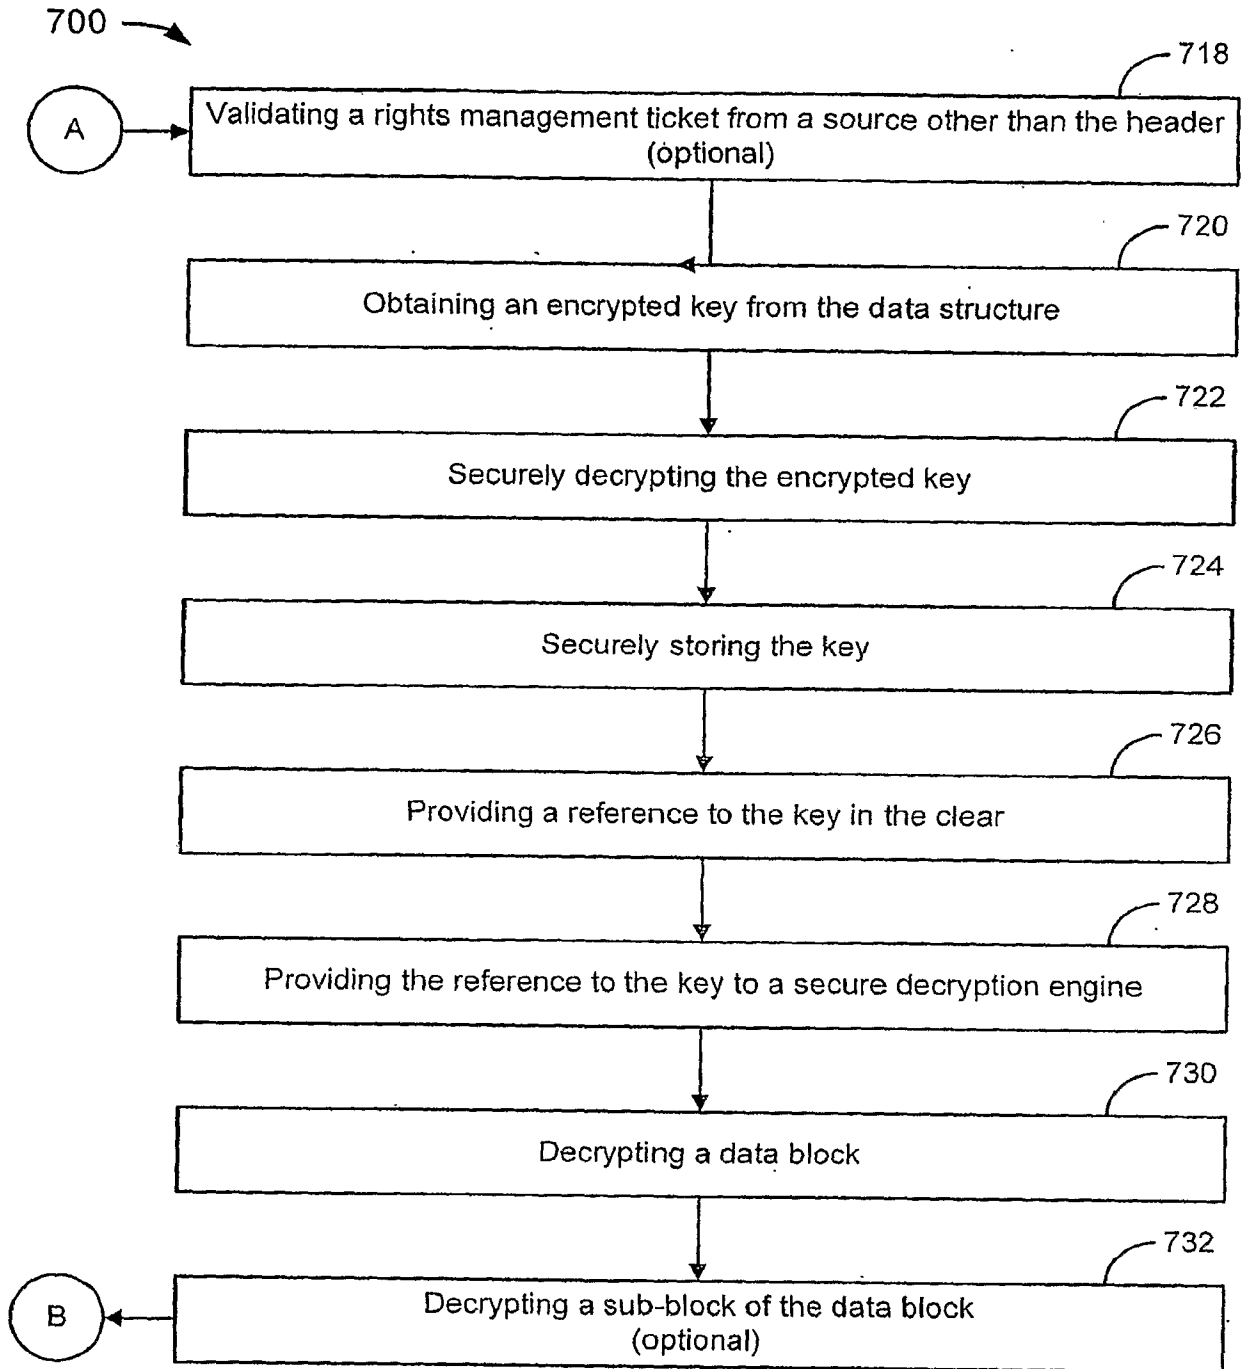 700
718
A
Validating a rights management ticket from a source other than the header
(optional)
720
Obtaining an encrypted key from the data structure
722
Securely decrypting the encrypted key
724
Securely storing the key
726
Providing a reference to the key in the clear
728
Providing the reference to the key to a secure decryption engine
730
Decrypting a data block
732
B
Decrypting a sub-block of the data block
(optional)